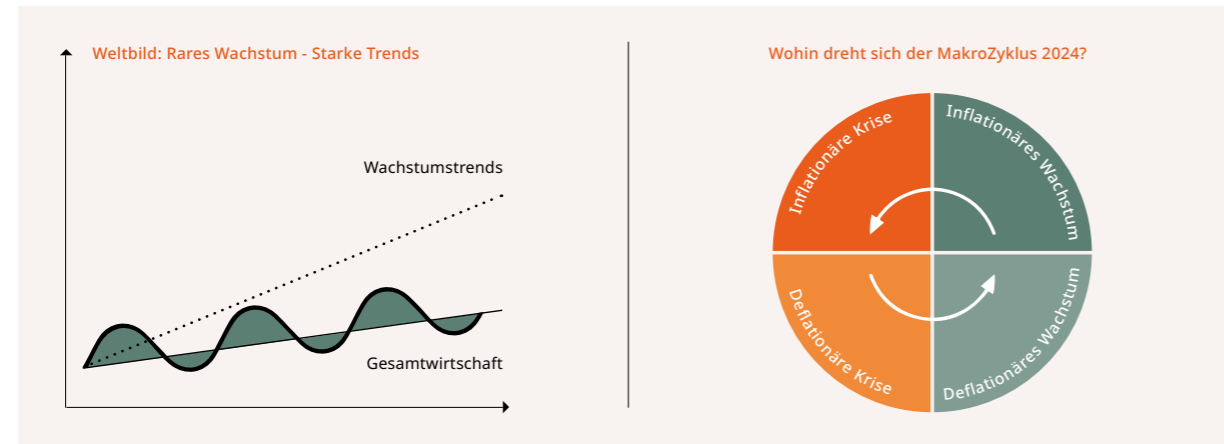 Weltbild: Rares Wachstum - Starke Trends
Wachstumstrends
Gesamtwirtschaft
Wohin dreht sich der MakroZyklus 2024?
Inflationäre Krise
Inflationäres Wachstum
Deflationäre Krise
Deflationäres Wachstum